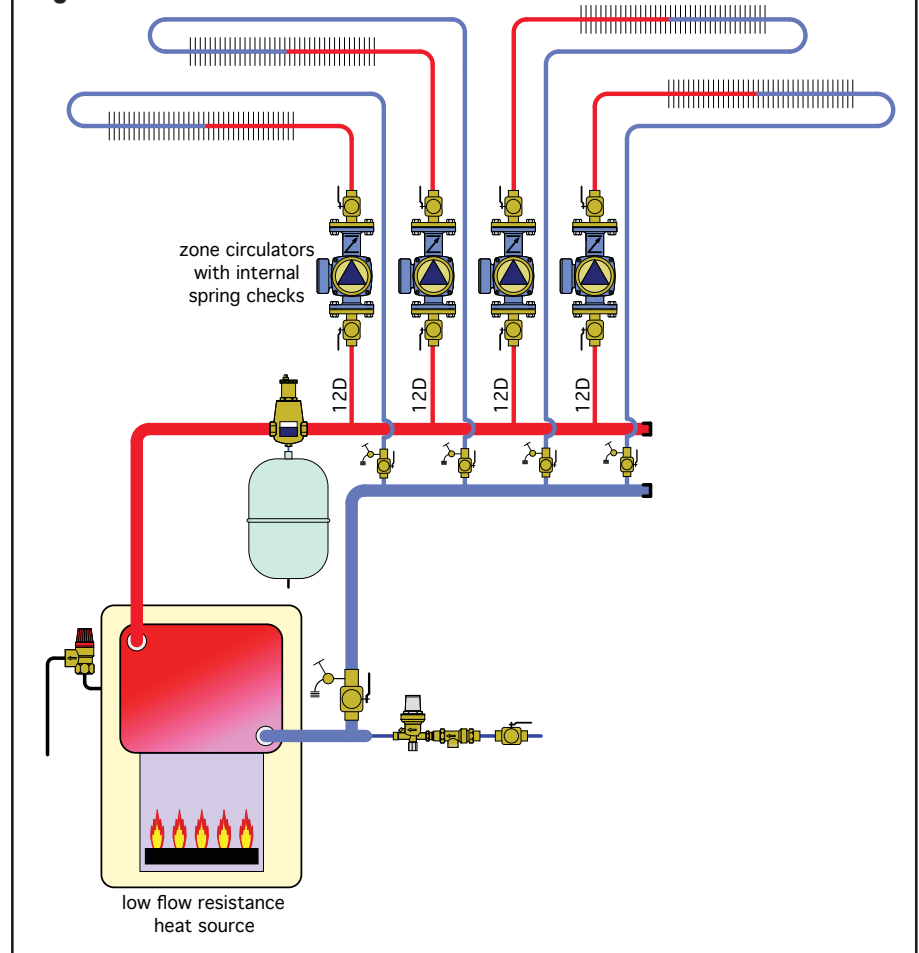 zone circulators
with internal
spring checks
12D
12D
12D
12D
low flow resistance
heat source